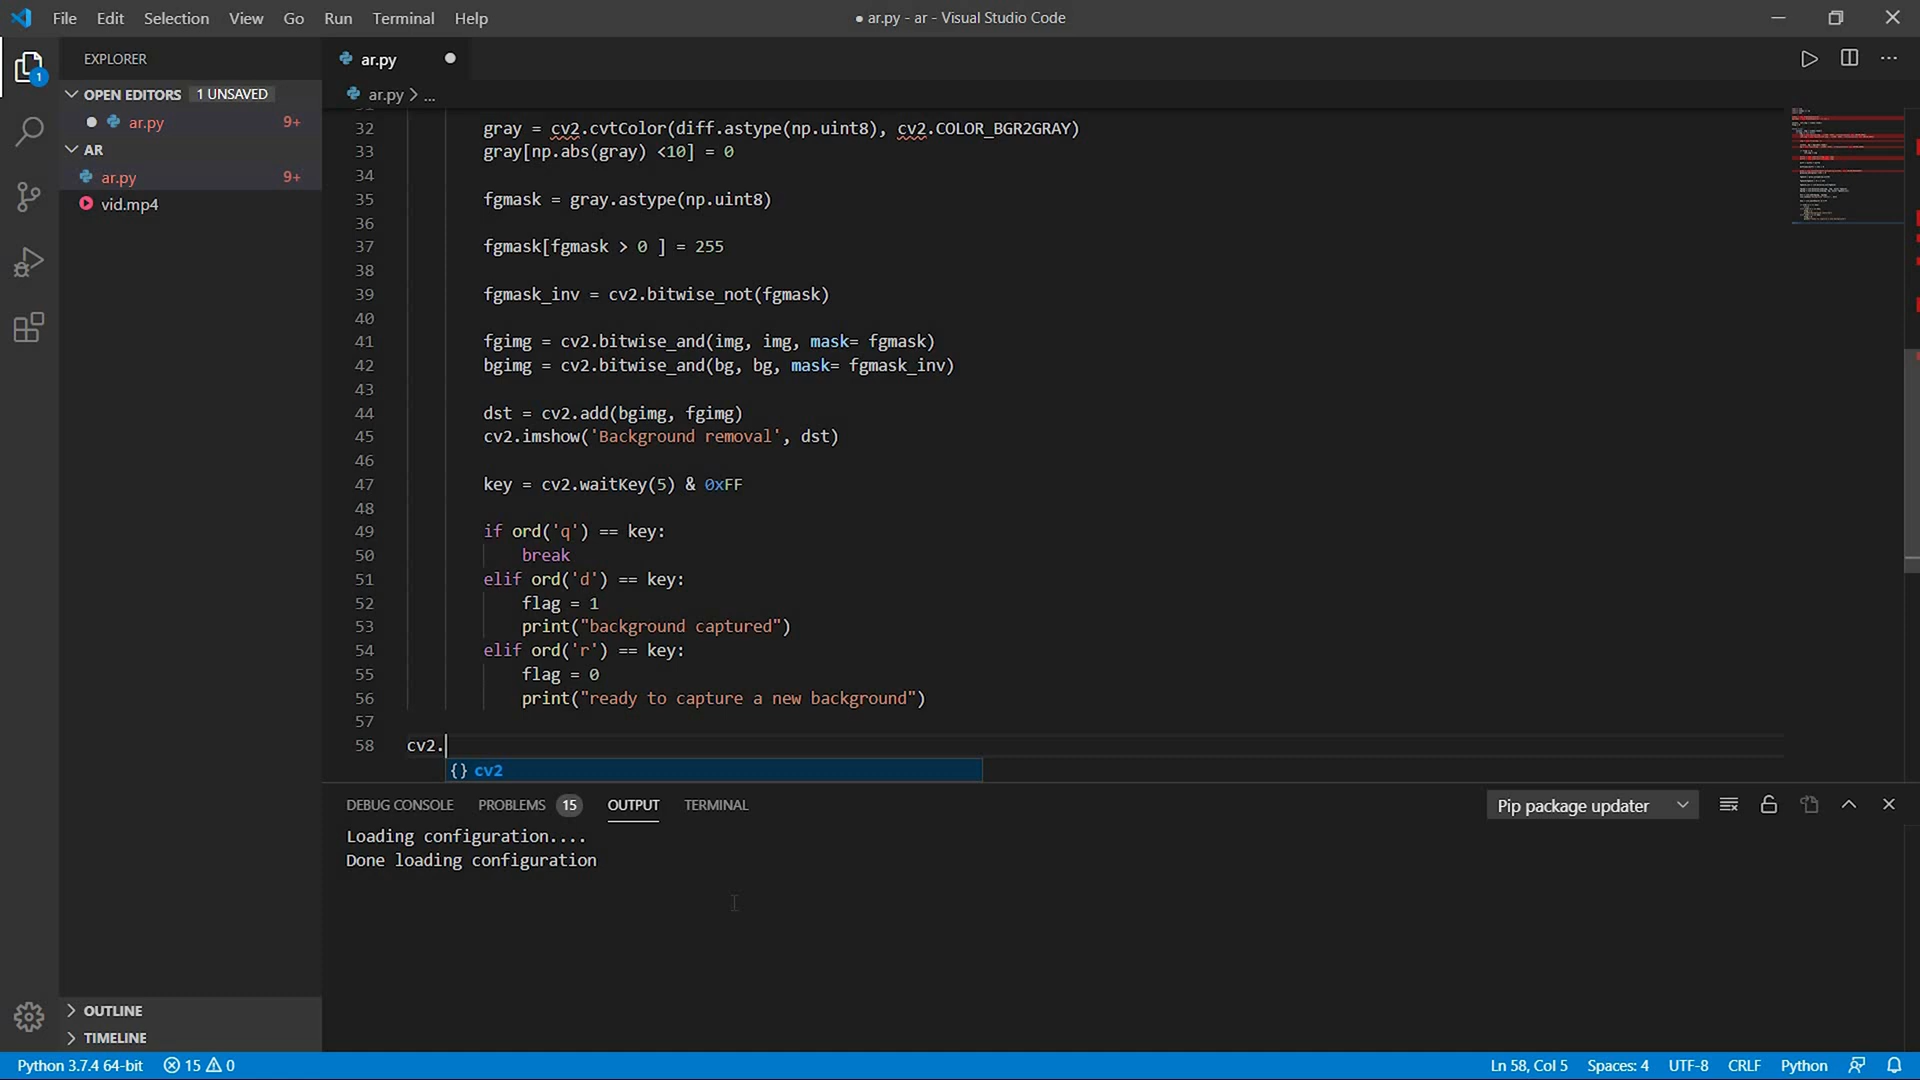 File Edit Selection View Go Run Terminal Help
● ar.py - ar - Visual Studio Code
EXPLORER
OPEN EDITORS 1 UNSAVED
ar.py 9+
AR
ar.py 9+
vid.mp4
OUTLINE
TIMELINE
1
ar.py
ar.py > ...
32 gray = cv2.cvtColor(diff.astype(np.uint8), cv2.COLOR_BGR2GRAY)
33 gray[np.abs(gray) <10] = 0
34
35 fgmask = gray.astype(np.uint8)
36
37 fgmask[fgmask > 0 ] = 255
38
39 fgmask_inv = cv2.bitwise_not(fgmask)
40
41 fgimg = cv2.bitwise_and(img, img, mask= fgmask)
42 bgimg = cv2.bitwise_and(bg, bg, mask= fgmask_inv)
43
44 dst = cv2.add(bgimg, fgimg)
45 cv2.imshow('Background removal', dst)
46
47 key = cv2.waitKey(5) & 0xFF
48
49 if ord('q') == key:
50 break
51 elif ord('d') == key:
52 flag = 1
53 print("background captured")
54 elif ord('r') == key:
55 flag = 0
56 print("ready to capture a new background")
57
58 cv2.
{} cv2
DEBUG CONSOLE PROBLEMS 15 OUTPUT TERMINAL
Pip package updater
Loading configuration....
Done loading configuration
Python 3.7.4 64-bit 15 0
Ln 58, Col 5 Spaces: 4 UTF-8 CRLF Python